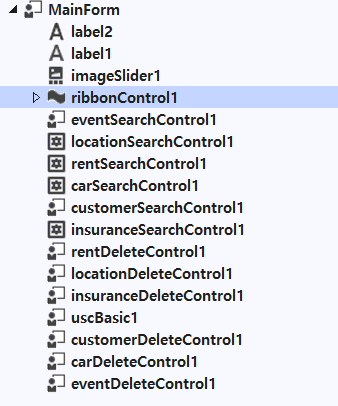 MainForm
label2
label1
imageSlider1
ribbonControl1
eventSearchControl1
locationSearchControl1
rentSearchControl1
carSearchControl1
customerSearchControl1
insuranceSearchControl1
rentDeleteControl1
locationDeleteControl1
insuranceDeleteControl1
uscBasic1
customerDeleteControl1
carDeleteControl1
eventDeleteControl1